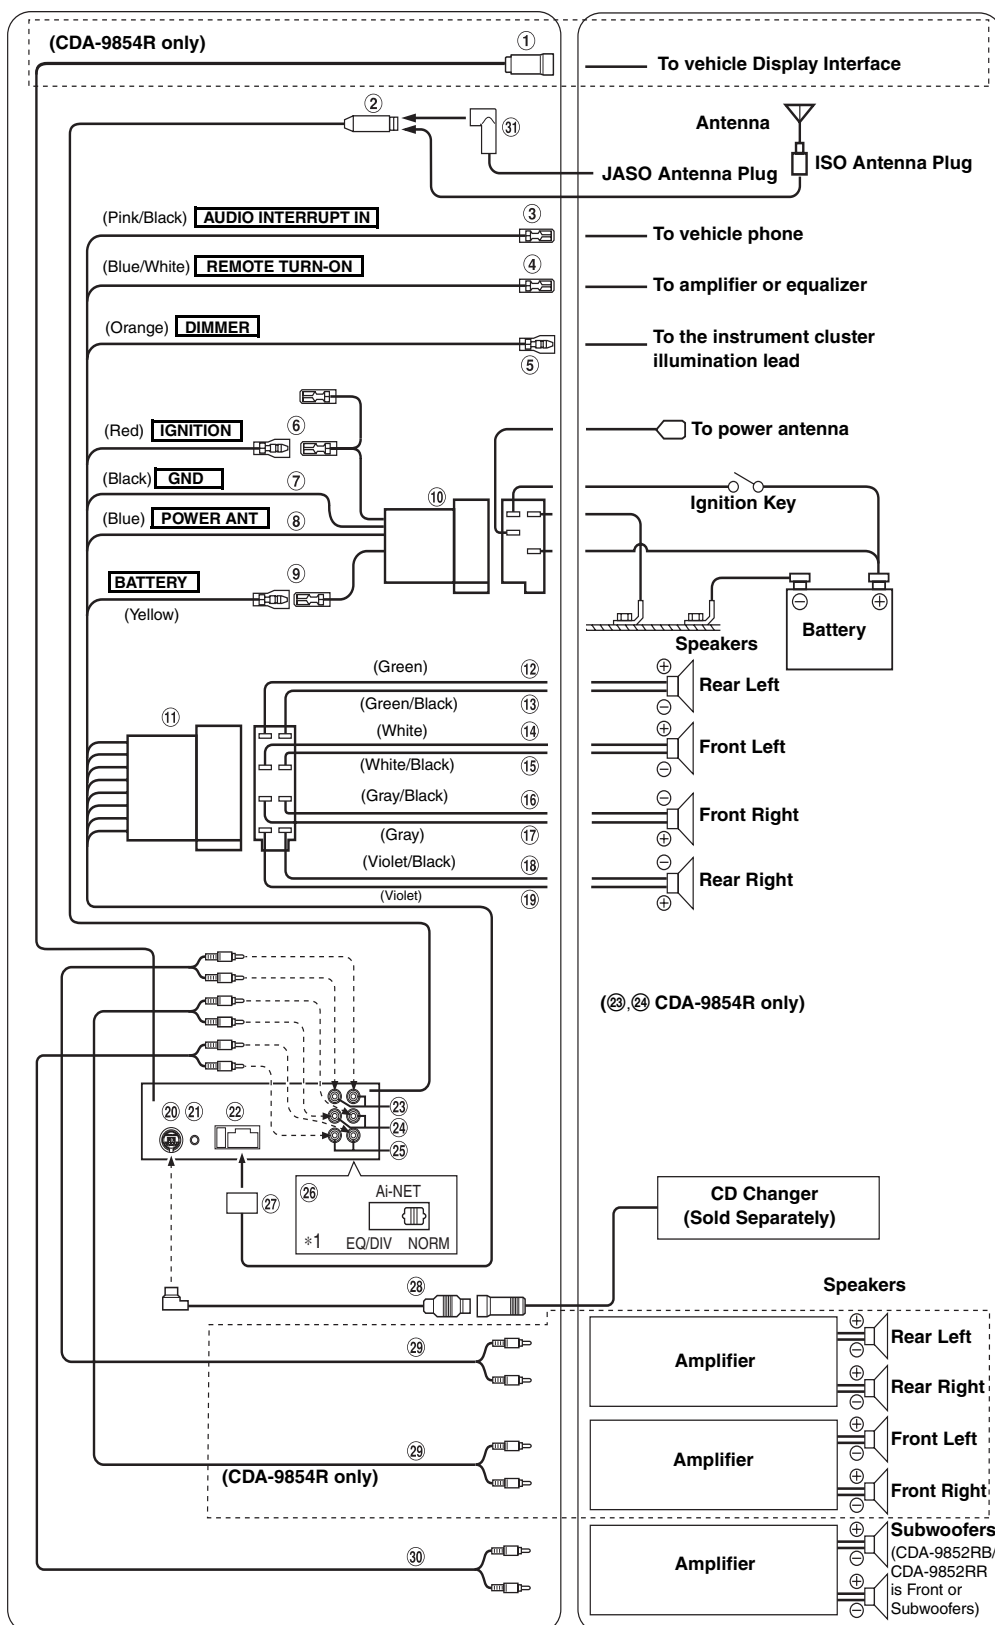 (CDA-9854R only)
①
To vehicle Display Interface
②
㉛
Antenna
JASO Antenna Plug
ISO Antenna Plug
(Pink/Black) AUDIO INTERRUPT IN
③
To vehicle phone
(Blue/White) REMOTE TURN-ON
④
To amplifier or equalizer
(Orange) DIMMER
⑤
To the instrument cluster
illumination lead
(Red) IGNITION
⑥
To power antenna
(Black) GND
⑦
⑩
Ignition Key
(Blue) POWER ANT
⑧
BATTERY
⑨
(Yellow)
⊖ ⊕
Battery
Speakers
(Green)
⑫
⊕
Rear Left
(Green/Black)
⑬
⊖
⑪
(White)
⑭
⊕
Front Left
(White/Black)
⑮
⊖
(Gray/Black)
⑯
⊖
Front Right
(Gray)
⑰
⊕
(Violet/Black)
⑱
⊖
Rear Right
(Violet)
⑲
⊕
(㉓,㉔ CDA-9854R only)
⑳ ㉑ ㉒
㉓
㉔
㉕
㉖
Ai-NET
*1
EQ/DIV NORM
㉗
CD Changer
(Sold Separately)
㉘
Speakers
㉙
Amplifier
⊕
Rear Left
⊖
⊕
Rear Right
⊖
㉙
(CDA-9854R only)
Amplifier
⊕
Front Left
⊖
⊕
Front Right
⊖
㉚
Amplifier
⊕
Subwoofers
⊖
(CDA-9852RB/
CDA-9852RR
⊕
is Front or
Subwoofers)
⊖